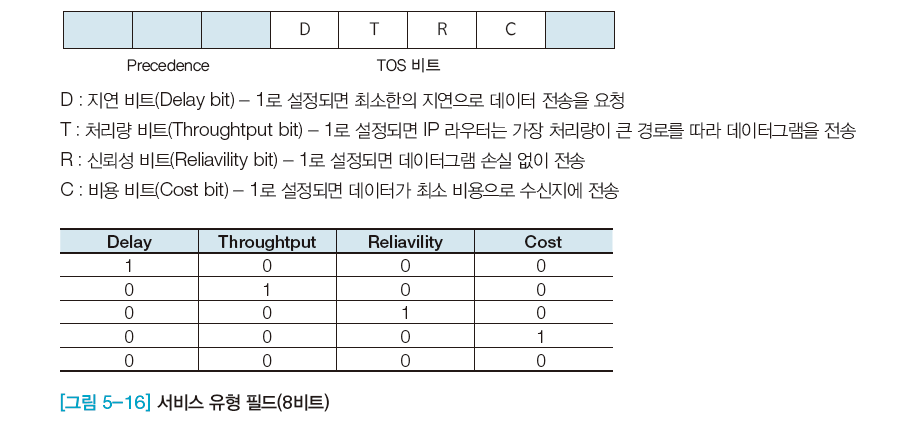 D T R C
Precedence TOS 비트
D : 지연 비트(Delay bit) – 1로 설정되면 최소한의 지연으로 데이터 전송을 요청
T : 처리량 비트(Throughtput bit) – 1로 설정되면 IP 라우터는 가장 처리량이 큰 경로를 따라 데이터그램을 전송
R : 신뢰성 비트(Reliavility bit) – 1로 설정되면 데이터그램 손실 없이 전송
C : 비용 비트(Cost bit) – 1로 설정되면 데이터가 최소 비용으로 수신지에 전송
Delay Throughtput Reliavility Cost
1 0 0 0
0 1 0 0
0 0 1 0
0 0 0 1
0 0 0 0
[그림 5–16] 서비스 유형 필드(8비트)